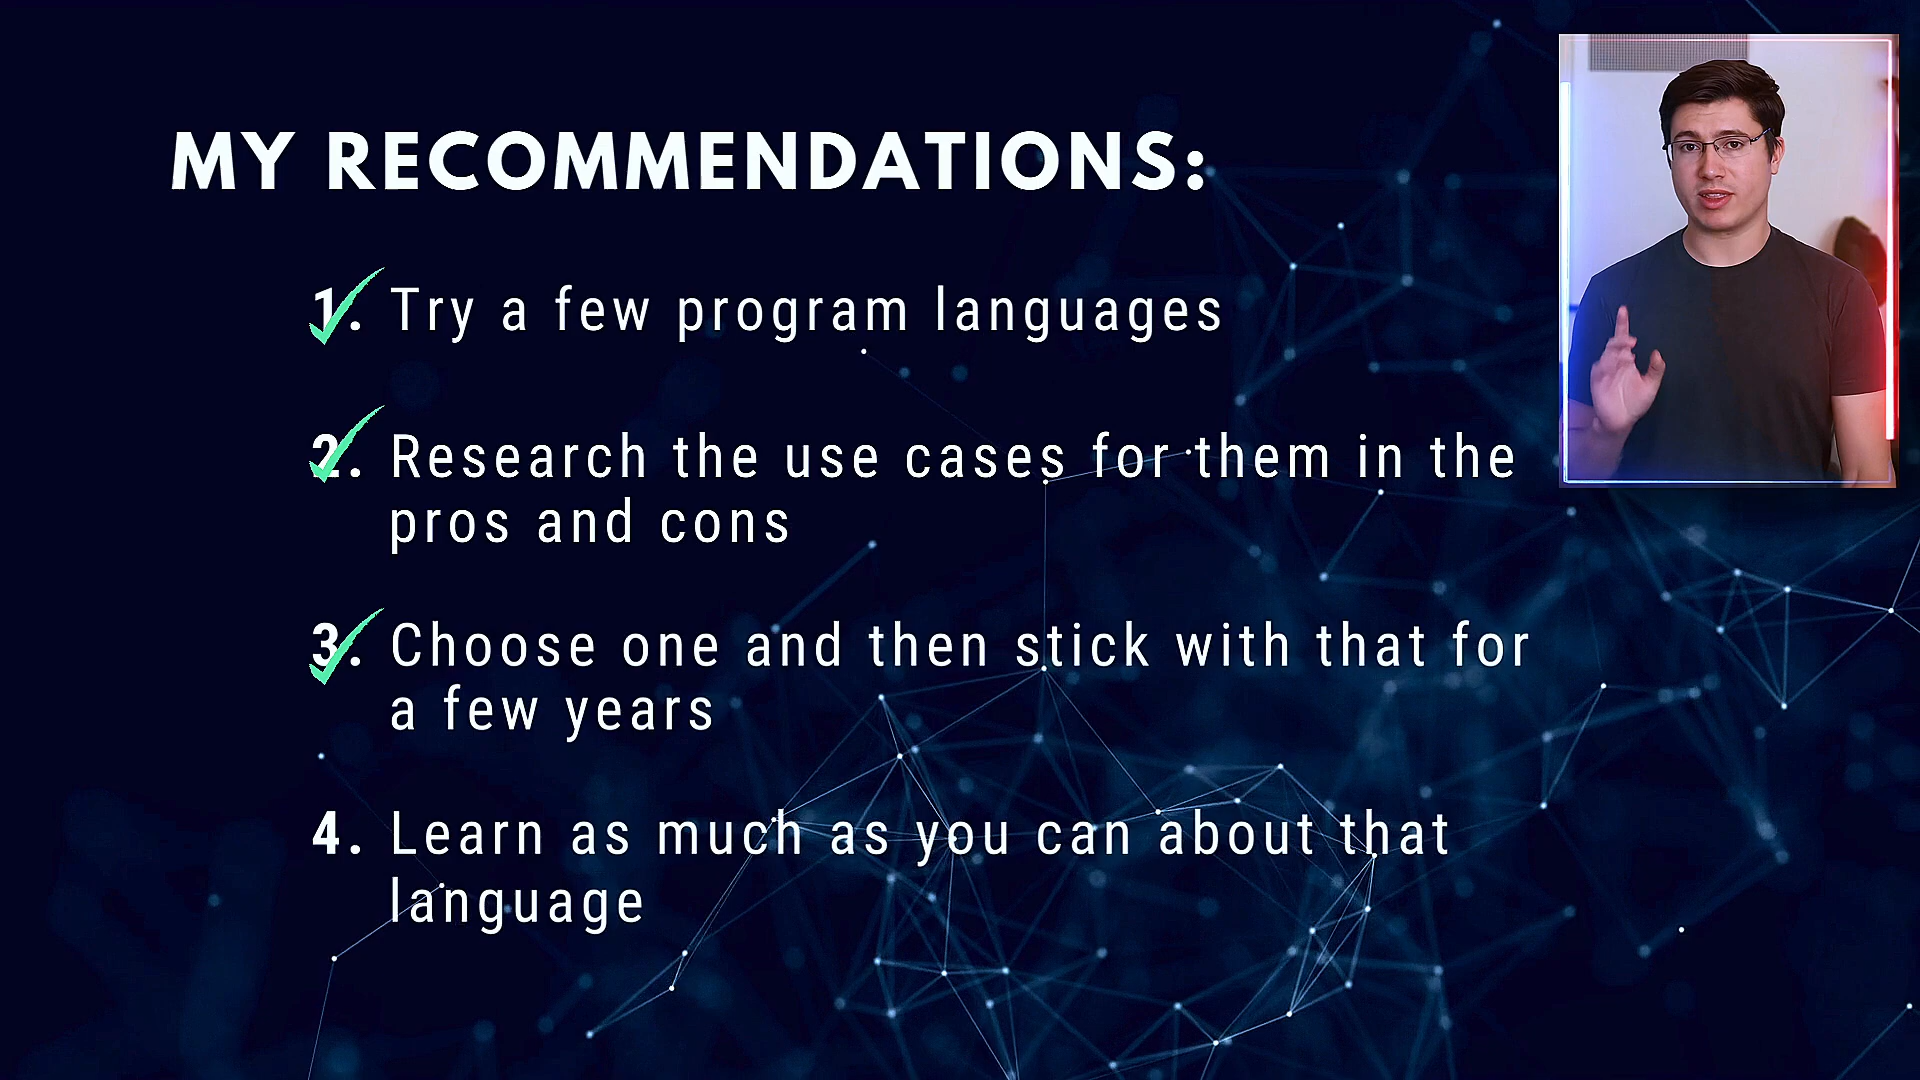 MY RECOMMENDATIONS:
1. Try a few program languages
2. Research the use cases for them in the
pros and cons
3. Choose one and then stick with that for
a few years
4. Learn as much as you can about that
language